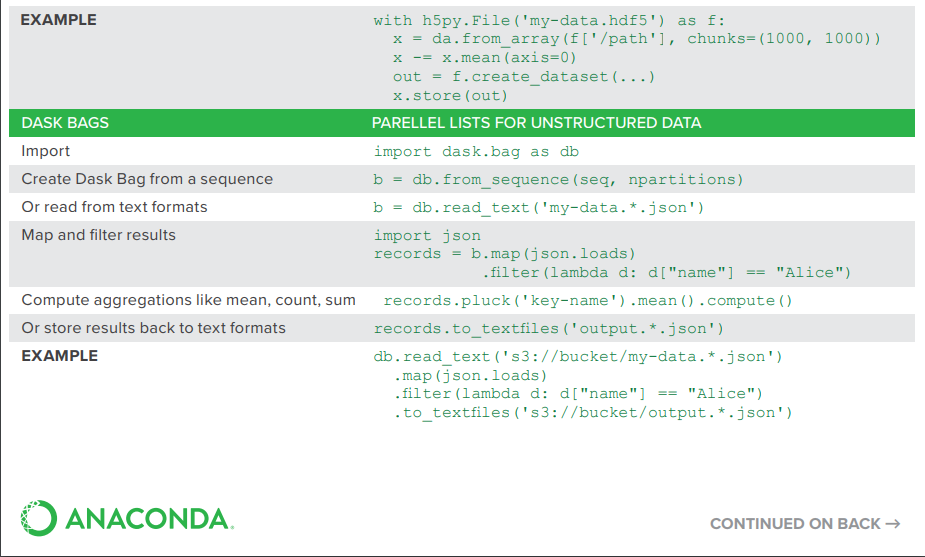 EXAMPLE
with h5py.File('my-data.hdf5') as f:
x = da.from_array(f['/path'], chunks=(1000, 1000))
x -= x.mean(axis=0)
out = f.create_dataset(...)
x.store(out)
DASK BAGS
PARELLEL LISTS FOR UNSTRUCTURED DATA
Import
import dask.bag as db
Create Dask Bag from a sequence
b = db.from_sequence(seq, npartitions)
Or read from text formats
b = db.read_text('my-data.*.json')
Map and filter results
import json
records = b.map(json.loads)
.filter(lambda d: d["name"] == "Alice")
Compute aggregations like mean, count, sum
records.pluck('key-name').mean().compute()
Or store results back to text formats
records.to_textfiles('output.*.json')
EXAMPLE
db.read_text('s3://bucket/my-data.*.json')
.map(json.loads)
.filter(lambda d: d["name"] == "Alice")
.to_textfiles('s3://bucket/output.*.json')
ANACONDA.
CONTINUED ON BACK →